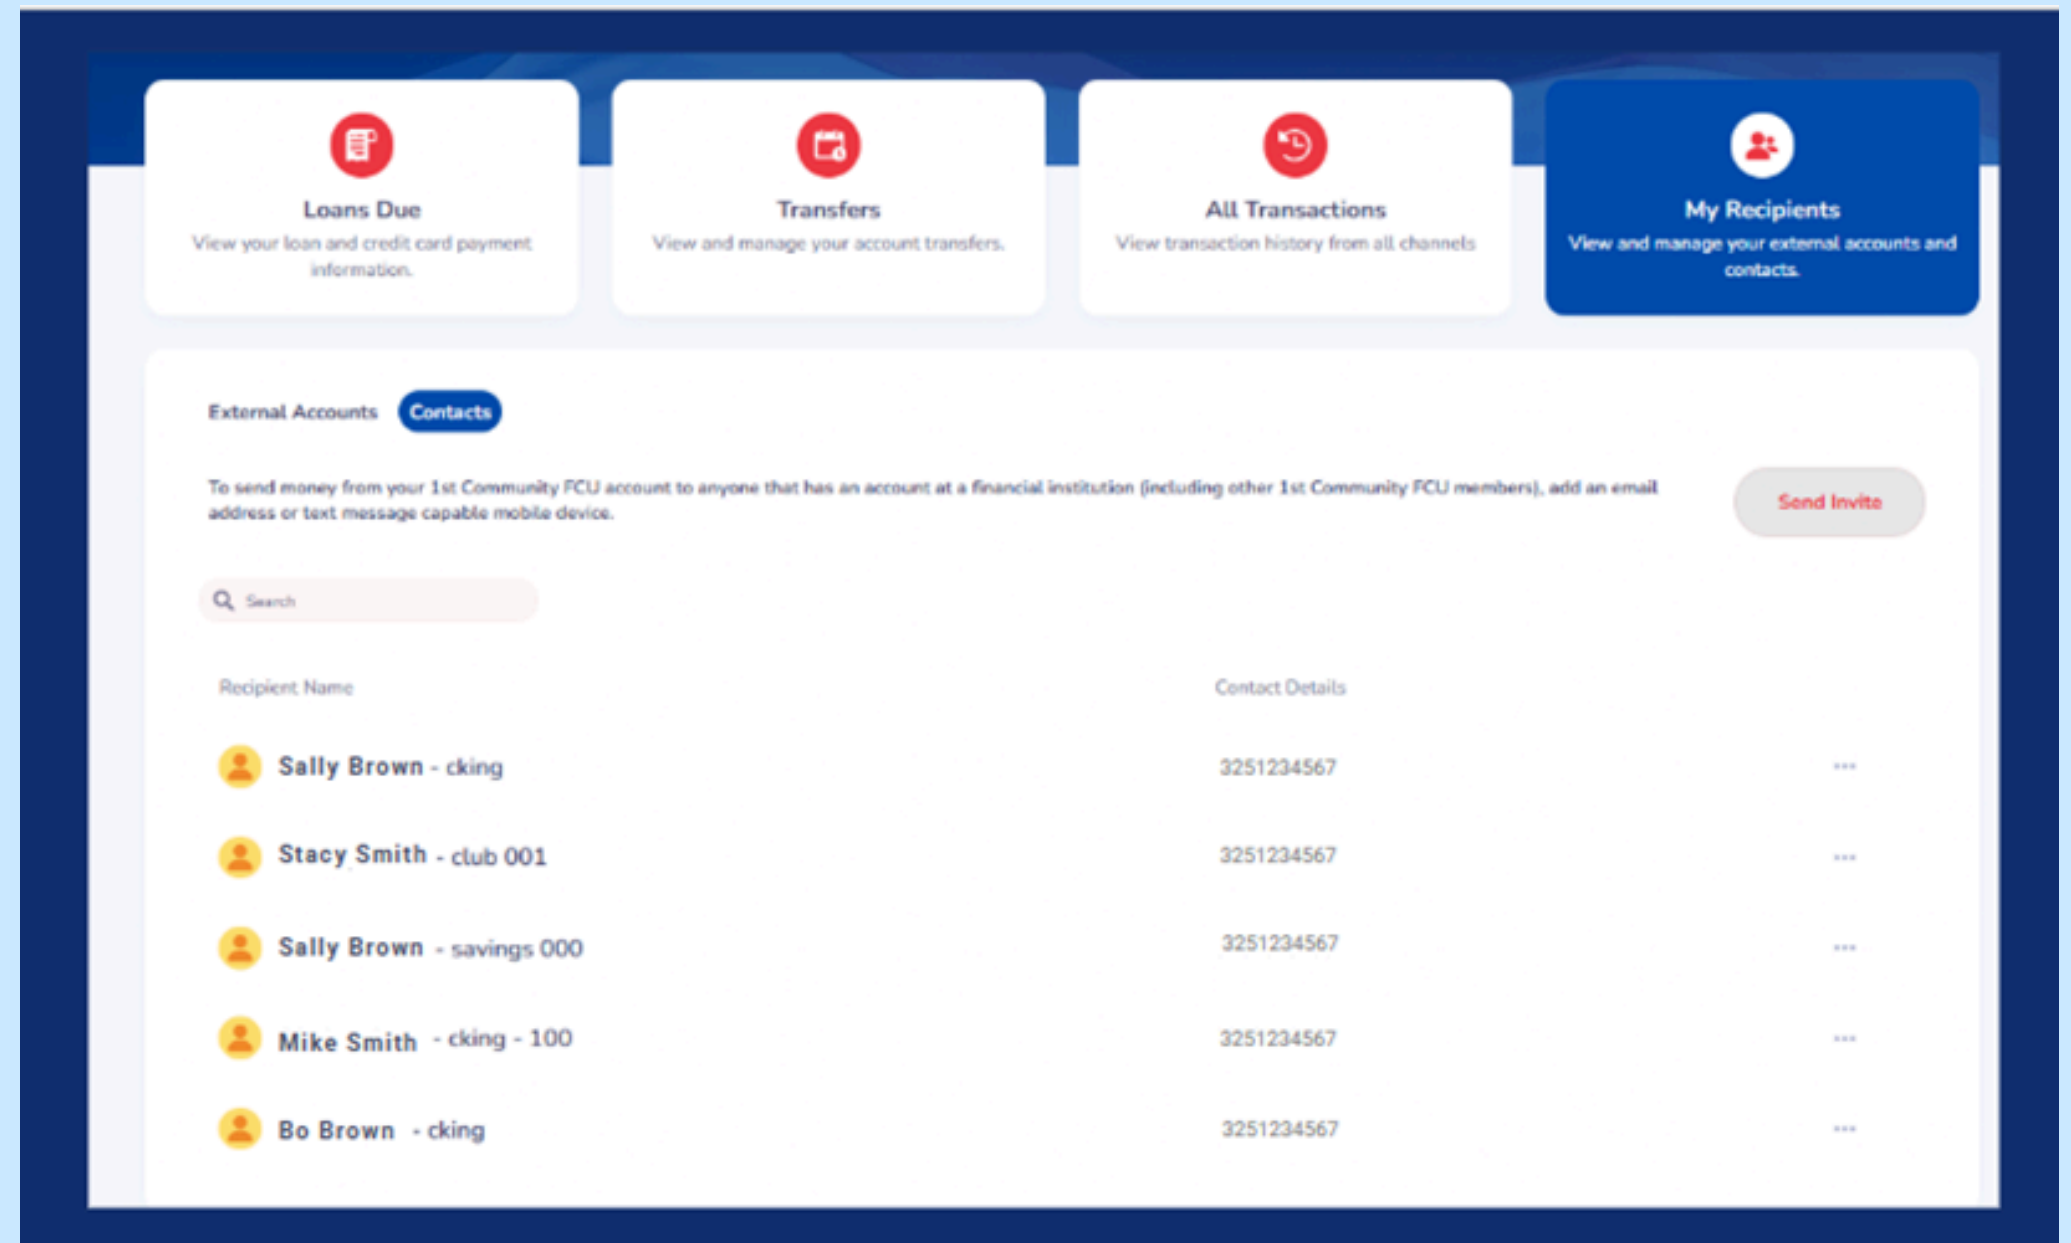 Loans Due
View your loan and credit card payment
information.
Transfers
View and manage your account transfers.
All Transactions
View transaction history from all channels
My Recipients
View and manage your external accounts and
contacts.
External Accounts
Contacts
To send money from your 1st Community FCU account to anyone that has an account at a financial institution (including other 1st Community FCU members), add an email
address or text message capable mobile device.
Send Invite
Search
Recipient Name
Contact Details
Sally Brown - cking
3251234567
Stacy Smith - club 001
3251234567
Sally Brown - savings 000
3251234567
Mike Smith - cking - 100
3251234567
Bo Brown - cking
3251234567